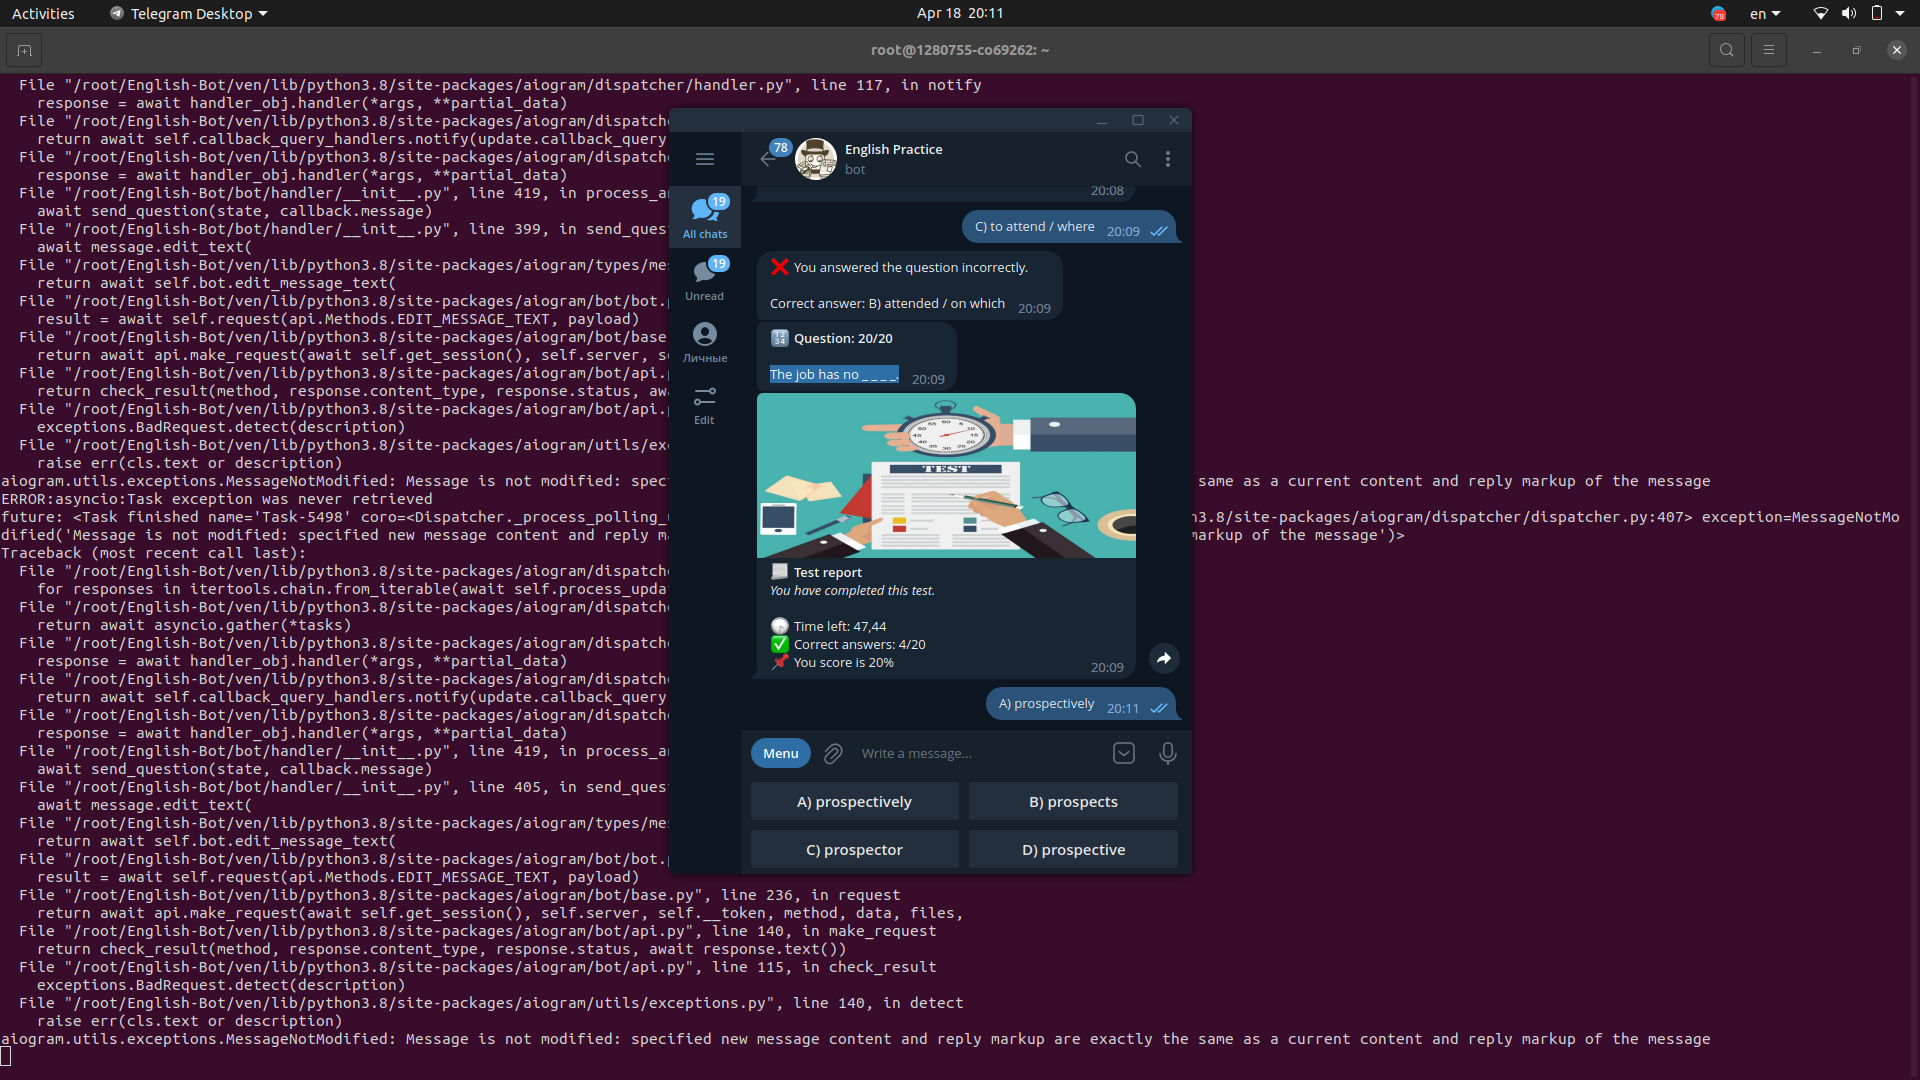 Activities
Telegram Desktop
Apr 18 20:11
78
en
root@1280755-co69262: ~
File "/root/English-Bot/ven/lib/python3.8/site-packages/aiogram/dispatcher/handler.py", line 117, in notify
response = await handler_obj.handler(*args, **partial_data)
File "/root/English-Bot/ven/lib/python3.8/site-packages/aiogram/dispatche
return await self.callback_query_handlers.notify(update.callback_query
File "/root/English-Bot/ven/lib/python3.8/site-packages/aiogram/dispatche
response = await handler_obj.handler(*args, **partial_data)
File "/root/English-Bot/bot/handler/__init__.py", line 419, in process_an
await send_question(state, callback.message)
File "/root/English-Bot/bot/handler/__init__.py", line 399, in send_ques
await message.edit_text(
File "/root/English-Bot/ven/lib/python3.8/site-packages/aiogram/types/mes
return await self.bot.edit_message_text(
File "/root/English-Bot/ven/lib/python3.8/site-packages/aiogram/bot/bot.p
result = await self.request(api.Methods.EDIT_MESSAGE_TEXT, payload)
File "/root/English-Bot/ven/lib/python3.8/site-packages/aiogram/bot/base
return await api.make_request(await self.get_session(), self.server, se
File "/root/English-Bot/ven/lib/python3.8/site-packages/aiogram/bot/api.p
return check_result(method, response.content_type, response.status, awa
File "/root/English-Bot/ven/lib/python3.8/site-packages/aiogram/bot/api.p
exceptions.BadRequest.detect(description)
File "/root/English-Bot/ven/lib/python3.8/site-packages/aiogram/utils/exc
raise err(cls.text or description)
aiogram.utils.exceptions.MessageNotModified: Message is not modified: spec same as a current content and reply markup of the message
ERROR:asyncio:Task exception was never retrieved
future: <Task finished name='Task-5498' coro=<Dispatcher._process_polling_ n3.8/site-packages/aiogram/dispatcher/dispatcher.py:407> exception=MessageNotMo
dified('Message is not modified: specified new message content and reply ma markup of the message')>
Traceback (most recent call last):
File "/root/English-Bot/ven/lib/python3.8/site-packages/aiogram/dispatche
for responses in itertools.chain.from_iterable(await self.process_updat
File "/root/English-Bot/ven/lib/python3.8/site-packages/aiogram/dispatche
return await asyncio.gather(*tasks)
File "/root/English-Bot/ven/lib/python3.8/site-packages/aiogram/dispatche
response = await handler_obj.handler(*args, **partial_data)
File "/root/English-Bot/ven/lib/python3.8/site-packages/aiogram/dispatche
return await self.callback_query_handlers.notify(update.callback_query
File "/root/English-Bot/ven/lib/python3.8/site-packages/aiogram/dispatche
response = await handler_obj.handler(*args, **partial_data)
File "/root/English-Bot/bot/handler/__init__.py", line 419, in process_an
await send_question(state, callback.message)
File "/root/English-Bot/bot/handler/__init__.py", line 405, in send_ques
await message.edit_text(
File "/root/English-Bot/ven/lib/python3.8/site-packages/aiogram/types/mes
return await self.bot.edit_message_text(
File "/root/English-Bot/ven/lib/python3.8/site-packages/aiogram/bot/bot.p
result = await self.request(api.Methods.EDIT_MESSAGE_TEXT, payload)
File "/root/English-Bot/ven/lib/python3.8/site-packages/aiogram/bot/base.py", line 236, in request
return await api.make_request(await self.get_session(), self.server, self.__token, method, data, files,
File "/root/English-Bot/ven/lib/python3.8/site-packages/aiogram/bot/api.py", line 140, in make_request
return check_result(method, response.content_type, response.status, await response.text())
File "/root/English-Bot/ven/lib/python3.8/site-packages/aiogram/bot/api.py", line 115, in check_result
exceptions.BadRequest.detect(description)
File "/root/English-Bot/ven/lib/python3.8/site-packages/aiogram/utils/exceptions.py", line 140, in detect
raise err(cls.text or description)
aiogram.utils.exceptions.MessageNotModified: Message is not modified: specified new message content and reply markup are exactly the same as a current content and reply markup of the message
78
English Practice
bot
19
All chats
19
Unread
Личные
Edit
20:08
C) to attend / where 20:09
❌ You answered the question incorrectly.
Correct answer: B) attended / on which 20:09
🔢 Question: 20/20
The job has no _ _ _ _. 20:09
60
55 5
10
45 15
20
35 30 25
TEST
Test report
You have completed this test.
Time left: 47,44
✅ Correct answers: 4/20
📌 You score is 20%
20:09
A) prospectively 20:11
Menu
Write a message...
A) prospectively
B) prospects
C) prospector
D) prospective